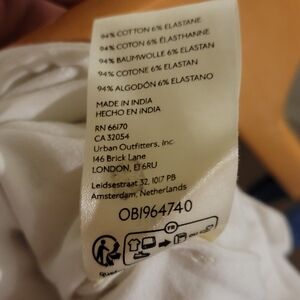 94% COTTON 6% ELASTANE
94% COTON 6% ÉLASTHANNE
94% BAUMWOLLE 6% ELASTAN
94% COTONE 6% ELASTAN
94% ALGODÓN 6% ELASTANO
MADE IN INDIA
HECHO EN INDIA
RN 66170
CA 32054
Urban Outfitters, Inc.
146 Brick Lane
LONDON, E1 6RU
Leidsestraat 32, 1017 PB
Amsterdam, Netherlands
OB1964740
FR